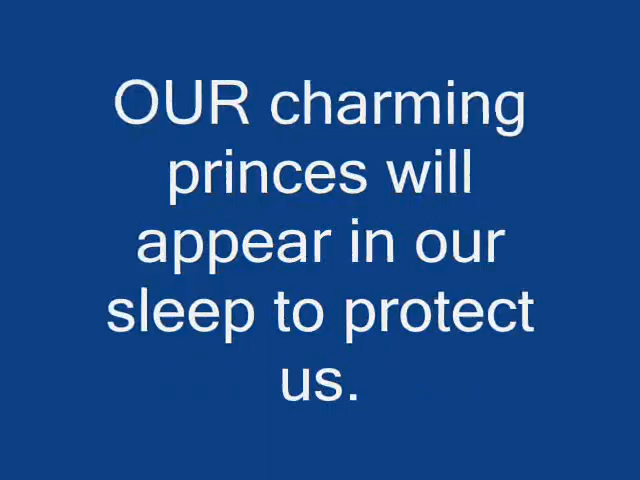 OUR charming
princes will
appear in our
sleep to protect
us.